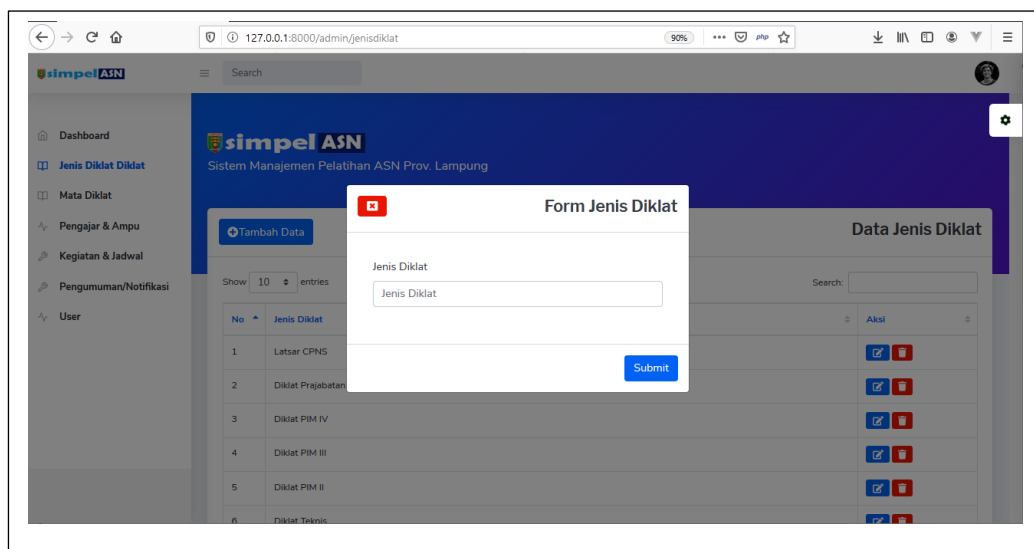 127.0.0.1:8000/admin/jenisdiklat
90%
php
simpel ASN
Search
Dashboard
Jenis Diklat Diklat
Mata Diklat
Pengajar & Ampu
Kegiatan & Jadwal
Pengumuman/Notifikasi
User
simpel ASN
Sistem Manajemen Pelatihan ASN Prov. Lampung
Form Jenis Diklat
Jenis Diklat
Jenis Diklat
Submit
Tambah Data
Data Jenis Diklat
Show 10 entries
Search:
No Jenis Diklat Aksi
1 Latsar CPNS
2 Diklat Prajabatan
3 Diklat PIM IV
4 Diklat PIM III
5 Diklat PIM II
6 Diklat Teknis